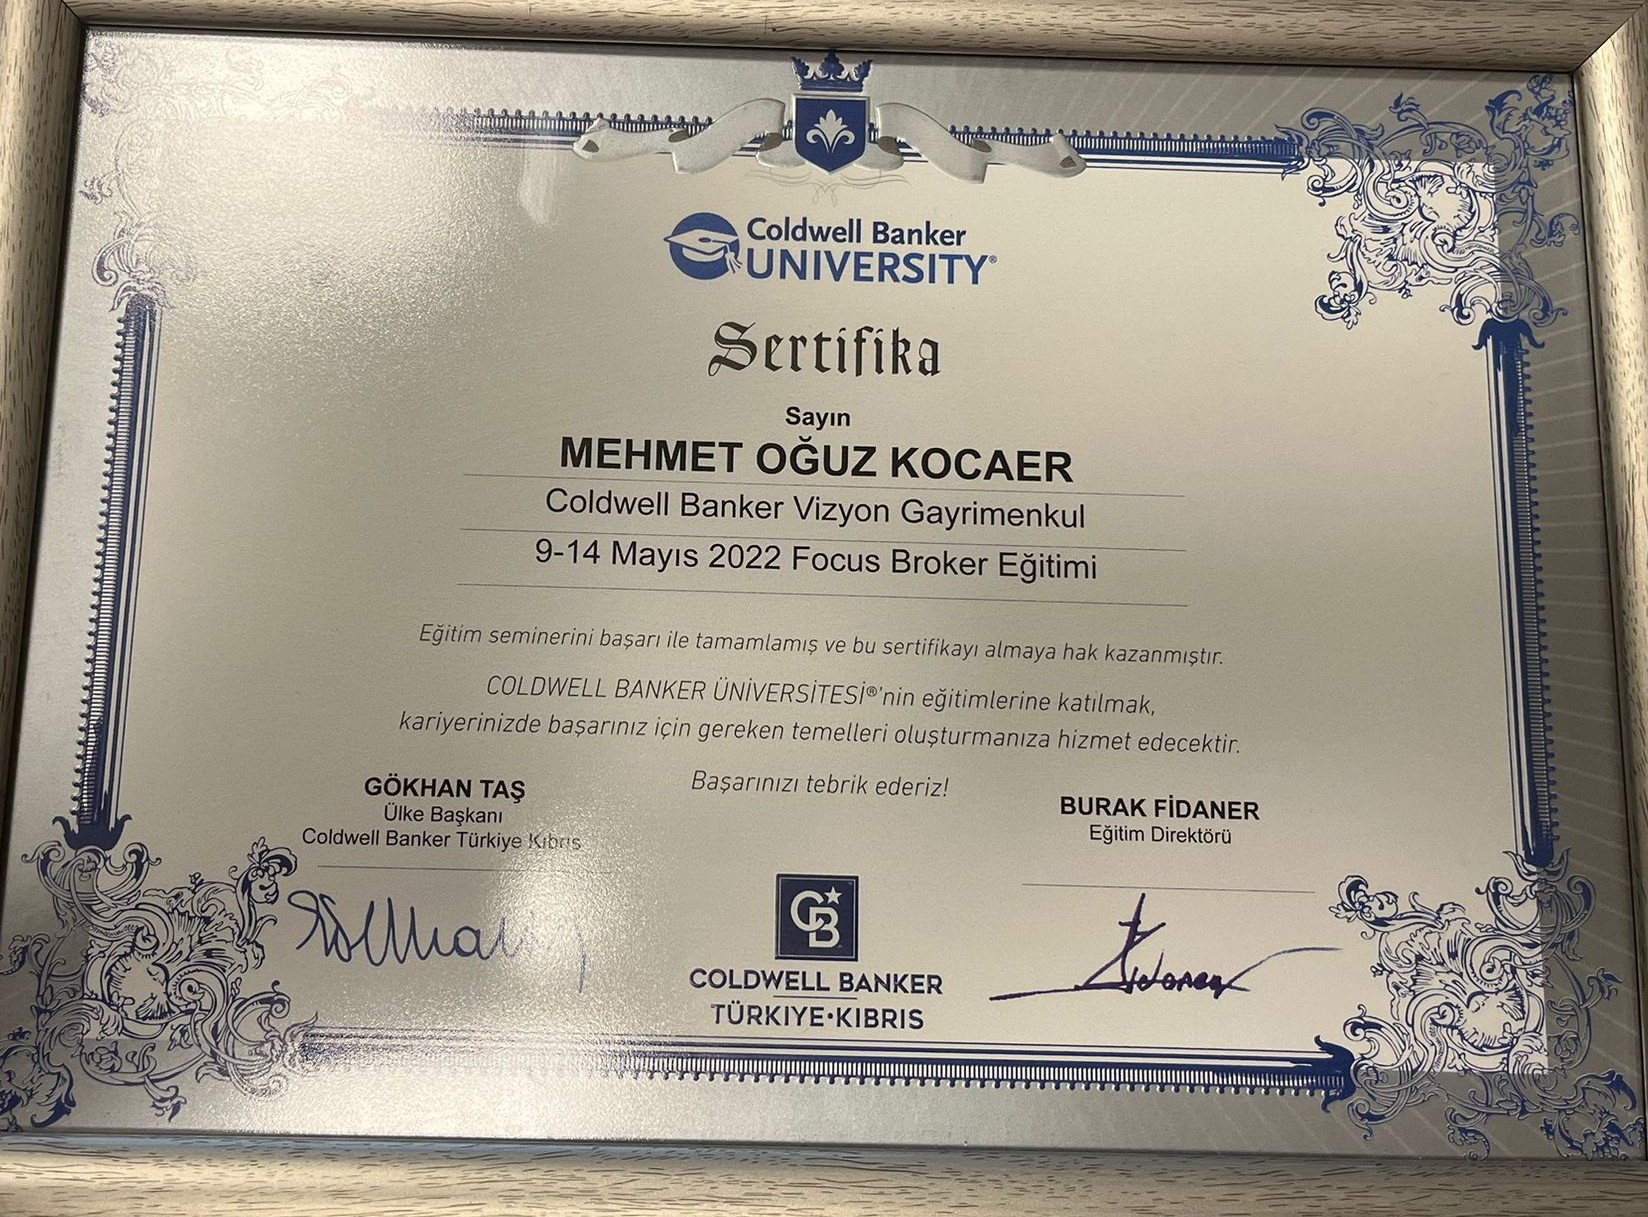 Coldwell Banker
UNIVERSITY®
Sertifika
Sayın
MEHMET OĞUZ KOCAER
Coldwell Banker Vizyon Gayrimenkul
9-14 Mayıs 2022 Focus Broker Eğitimi
Eğitim seminerini başarı ile tamamlamış ve bu sertifikayı almaya hak kazanmıştır.
COLDWELL BANKER ÜNİVERSİTESİ®'nin eğitimlerine katılmak,
kariyerinizde başarınız için gereken temelleri oluşturmanıza hizmet edecektir.
Başarınızı tebrik ederiz!
GÖKHAN TAŞ
Ülke Başkanı
Coldwell Banker Türkiye Kıbrıs
BURAK FİDANER
Eğitim Direktörü
CB
COLDWELL BANKER
TÜRKIYE•KIBRIS